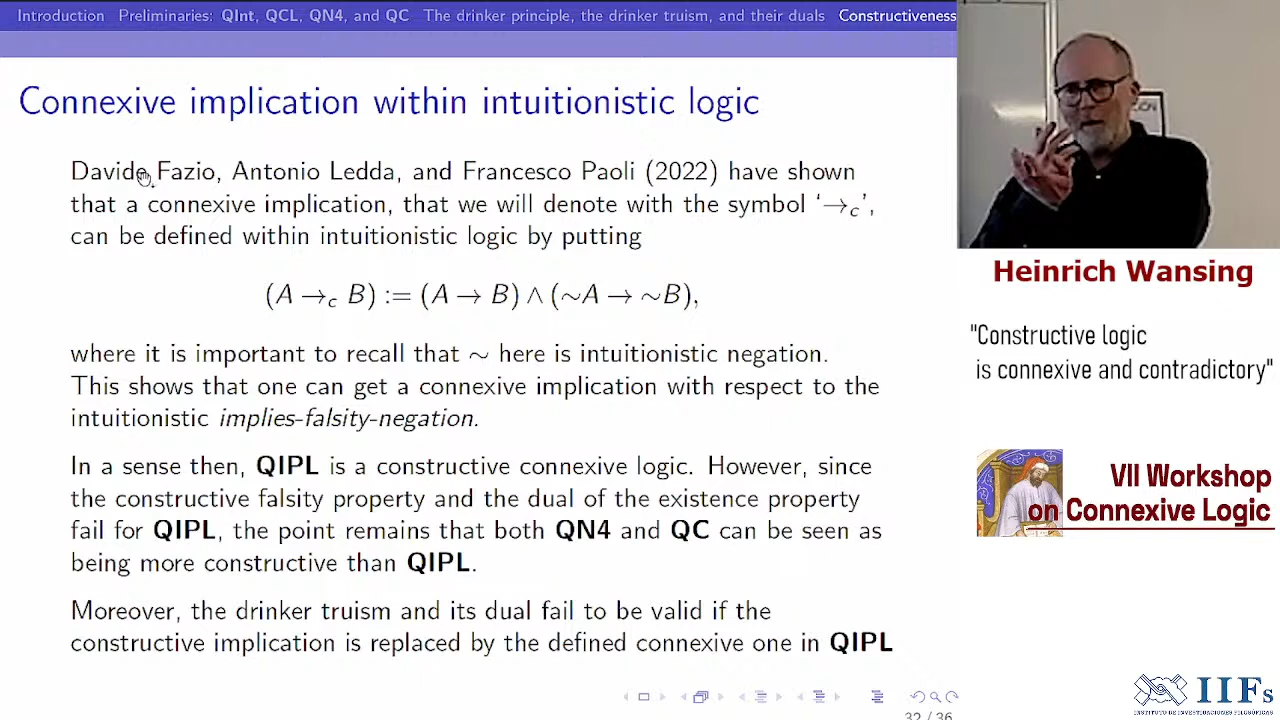 Introduction Preliminaries: QInt, QCL, QN4, and QC The drinker principle, the drinker truism, and their duals Constructiveness
Connexive implication within intuitionistic logic
Davide Fazio, Antonio Ledda, and Francesco Paoli (2022) have shown
that a connexive implication, that we will denote with the symbol ‘→c’,
can be defined within intuitionistic logic by putting
(A →c B) := (A → B) ∧ (∼A → ∼B),
where it is important to recall that ∼ here is intuitionistic negation.
This shows that one can get a connexive implication with respect to the
intuitionistic implies-falsity-negation.
In a sense then, QIPL is a constructive connexive logic. However, since
the constructive falsity property and the dual of the existence property
fail for QIPL, the point remains that both QN4 and QC can be seen as
being more constructive than QIPL.
Moreover, the drinker truism and its dual fail to be valid if the
constructive implication is replaced by the defined connexive one in QIPL
32 / 36
Heinrich Wansing
"Constructive logic
is connexive and contradictory"
VII Workshop
on Connexive Logic
IIFs
INSTITUTO DE INVESTIGACIONES FILOSÓFICAS